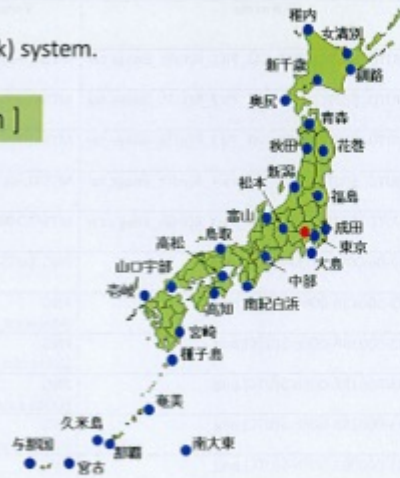 k) system.
]
稚内
女満別
新千歳
釧路
奥尻
青森
秋田
花巻
新潟
松本
福島
富山
成田
高松
鳥取
東京
大島
山口宇部
中部
壱岐
高知
南紀白浜
宮崎
種子島
奄美
久米島
那覇
南大東
与那国
宮古